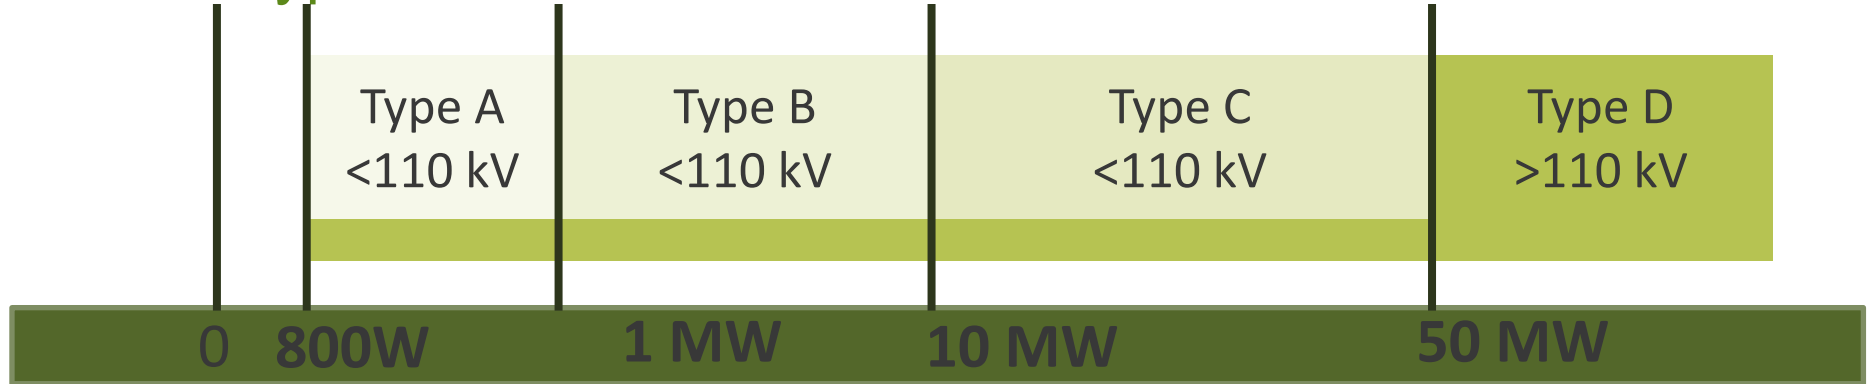 Type A
<110 kV
Type B
<110 kV
Type C
<110 kV
Type D
>110 kV
0 800W 1 MW 10 MW 50 MW